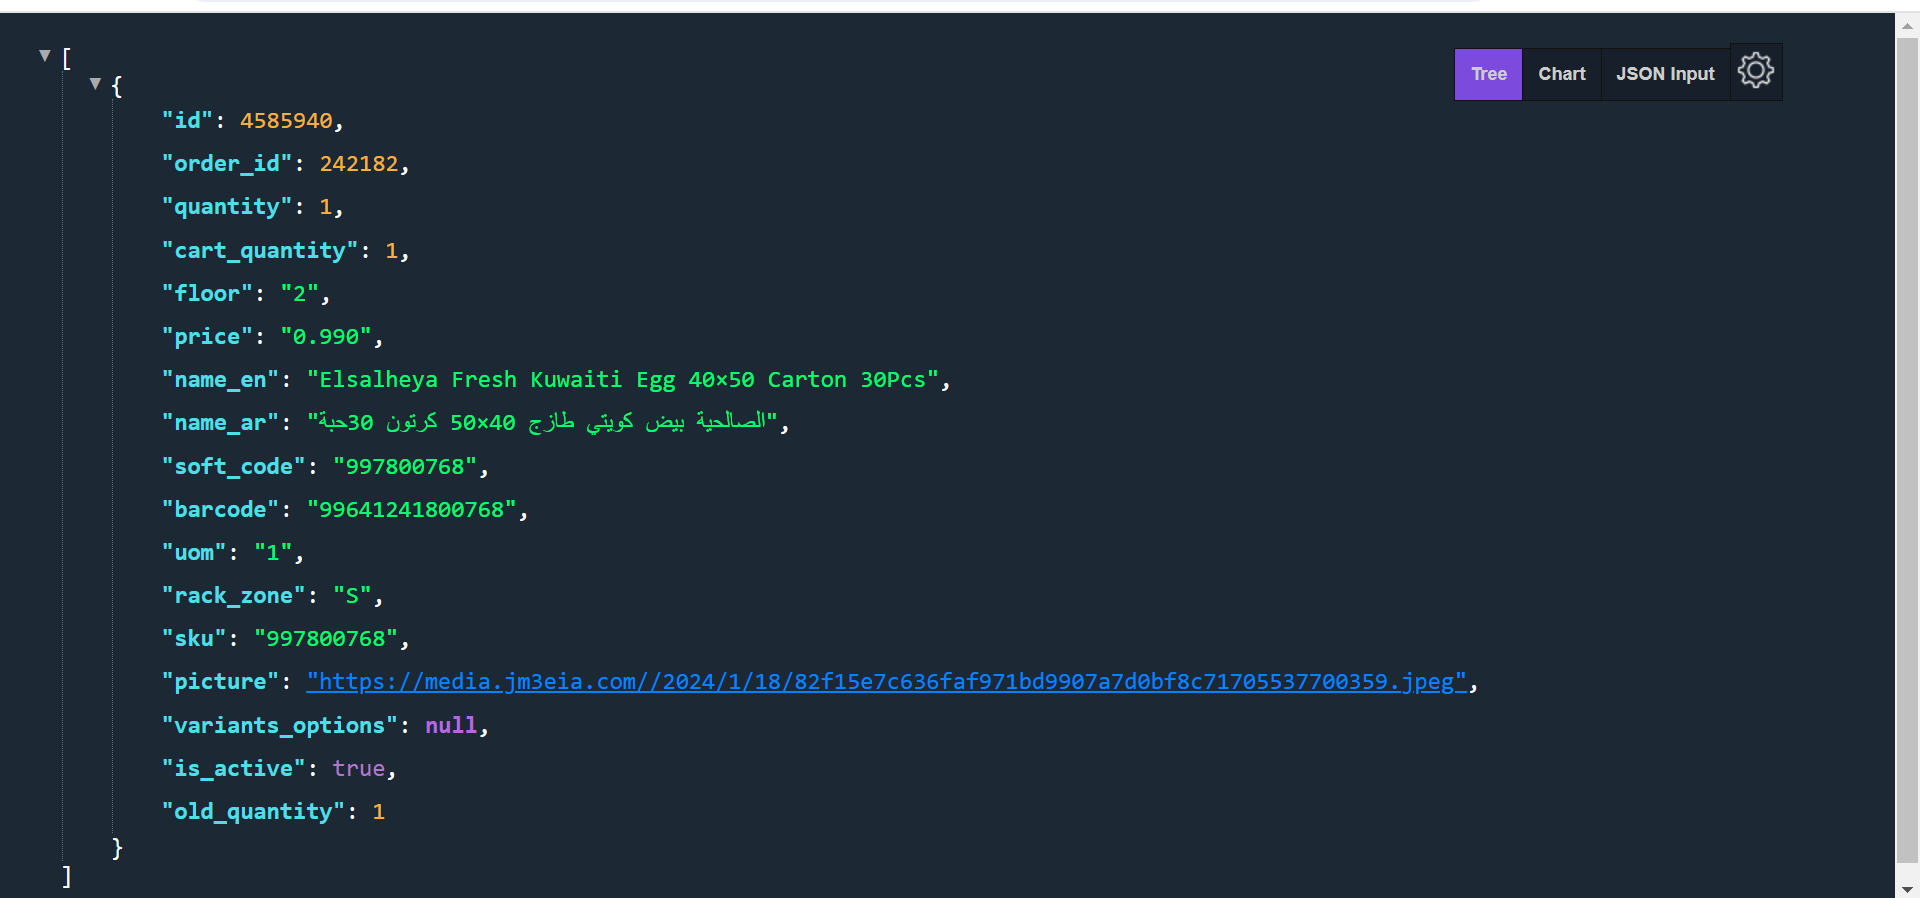 [
Tree Chart JSON Input
{
"id": 4585940,
"order_id": 242182,
"quantity": 1,
"cart_quantity": 1,
"floor": "2",
"price": "0.990",
"name_en": "Elsalheya Fresh Kuwaiti Egg 40×50 Carton 30Pcs",
"name_ar": "الصالحية بيض كويتي طازج 40×50 كرتون 30حبة",
"soft_code": "997800768",
"barcode": "99641241800768",
"uom": "1",
"rack_zone": "S",
"sku": "997800768",
"picture": "https://media.jm3eia.com//2024/1/18/82f15e7c636faf971bd9907a7d0bf8c71705537700359.jpeg",
"variants_options": null,
"is_active": true,
"old_quantity": 1
}
]